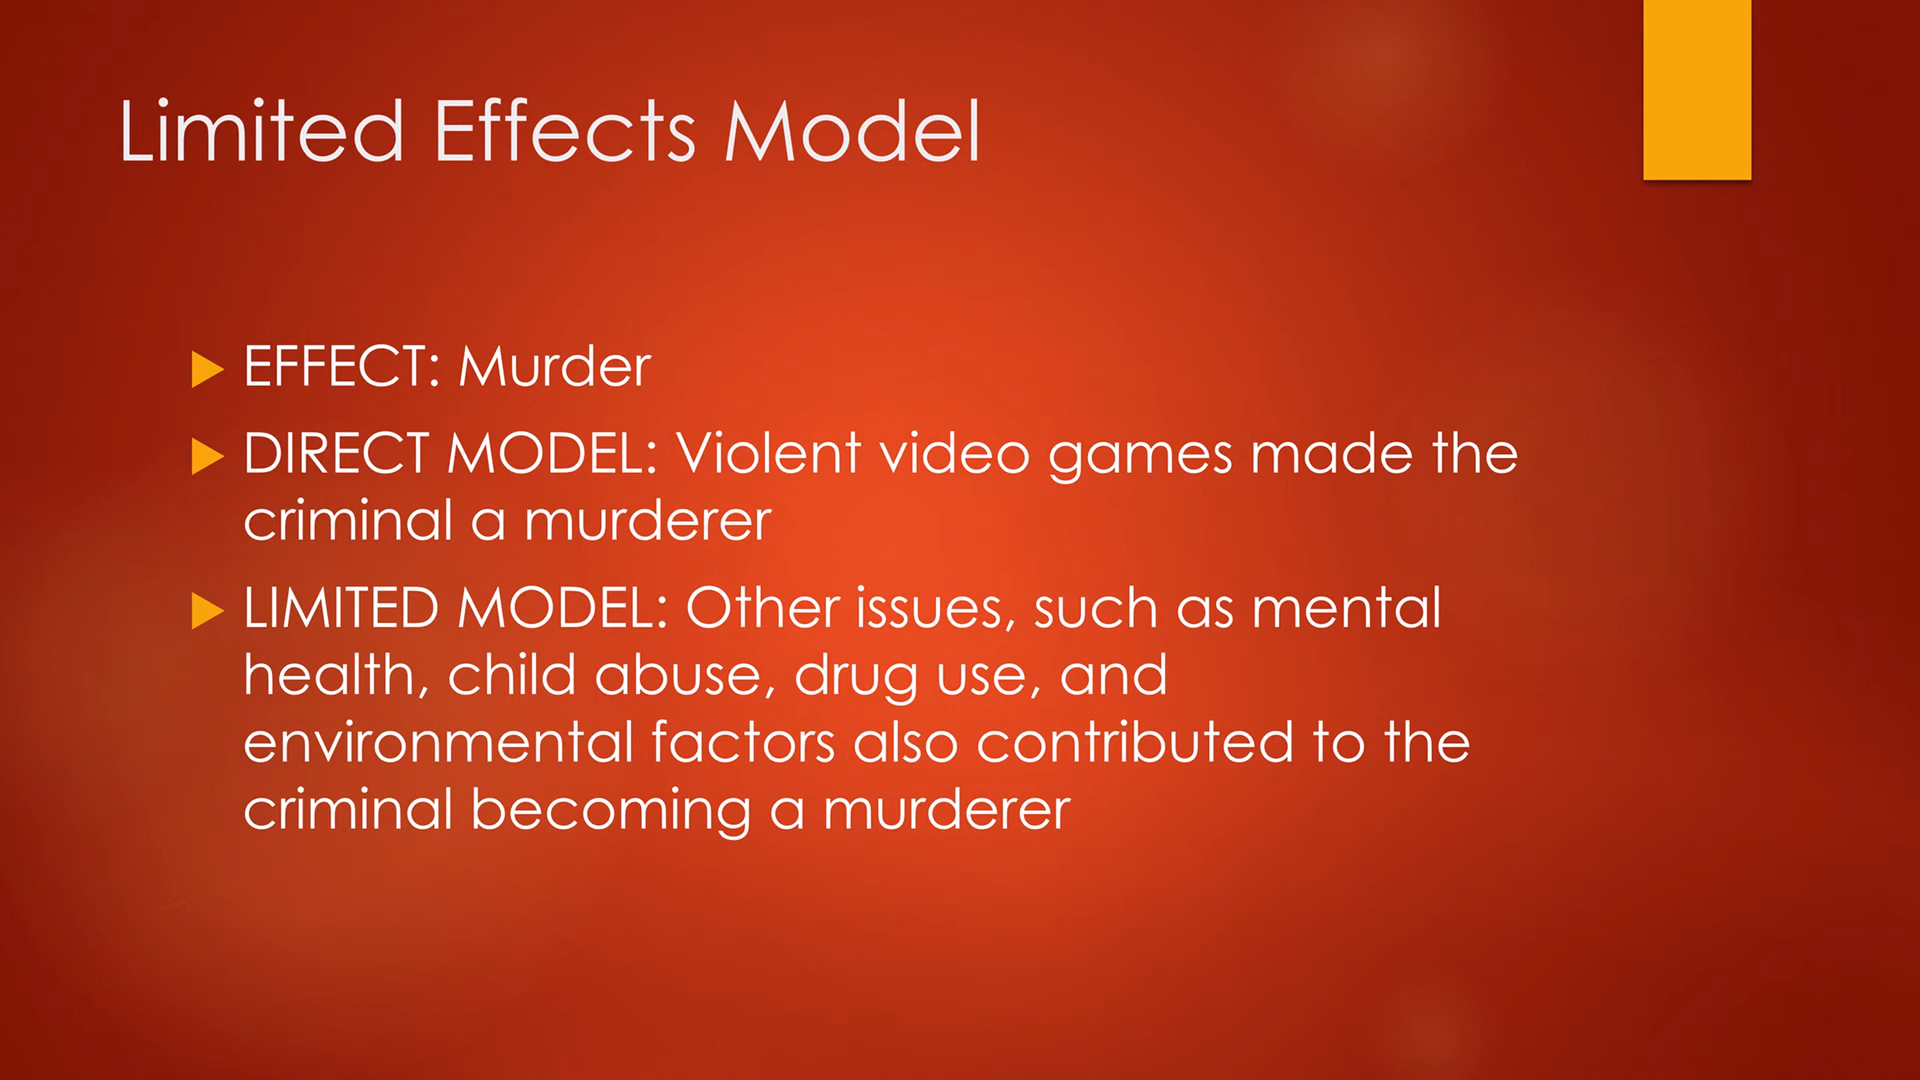 Limited Effects Model
EFFECT: Murder
DIRECT MODEL: Violent video games made the
criminal a murderer
LIMITED MODEL: Other issues, such as mental
health, child abuse, drug use, and
environmental factors also contributed to the
criminal becoming a murderer